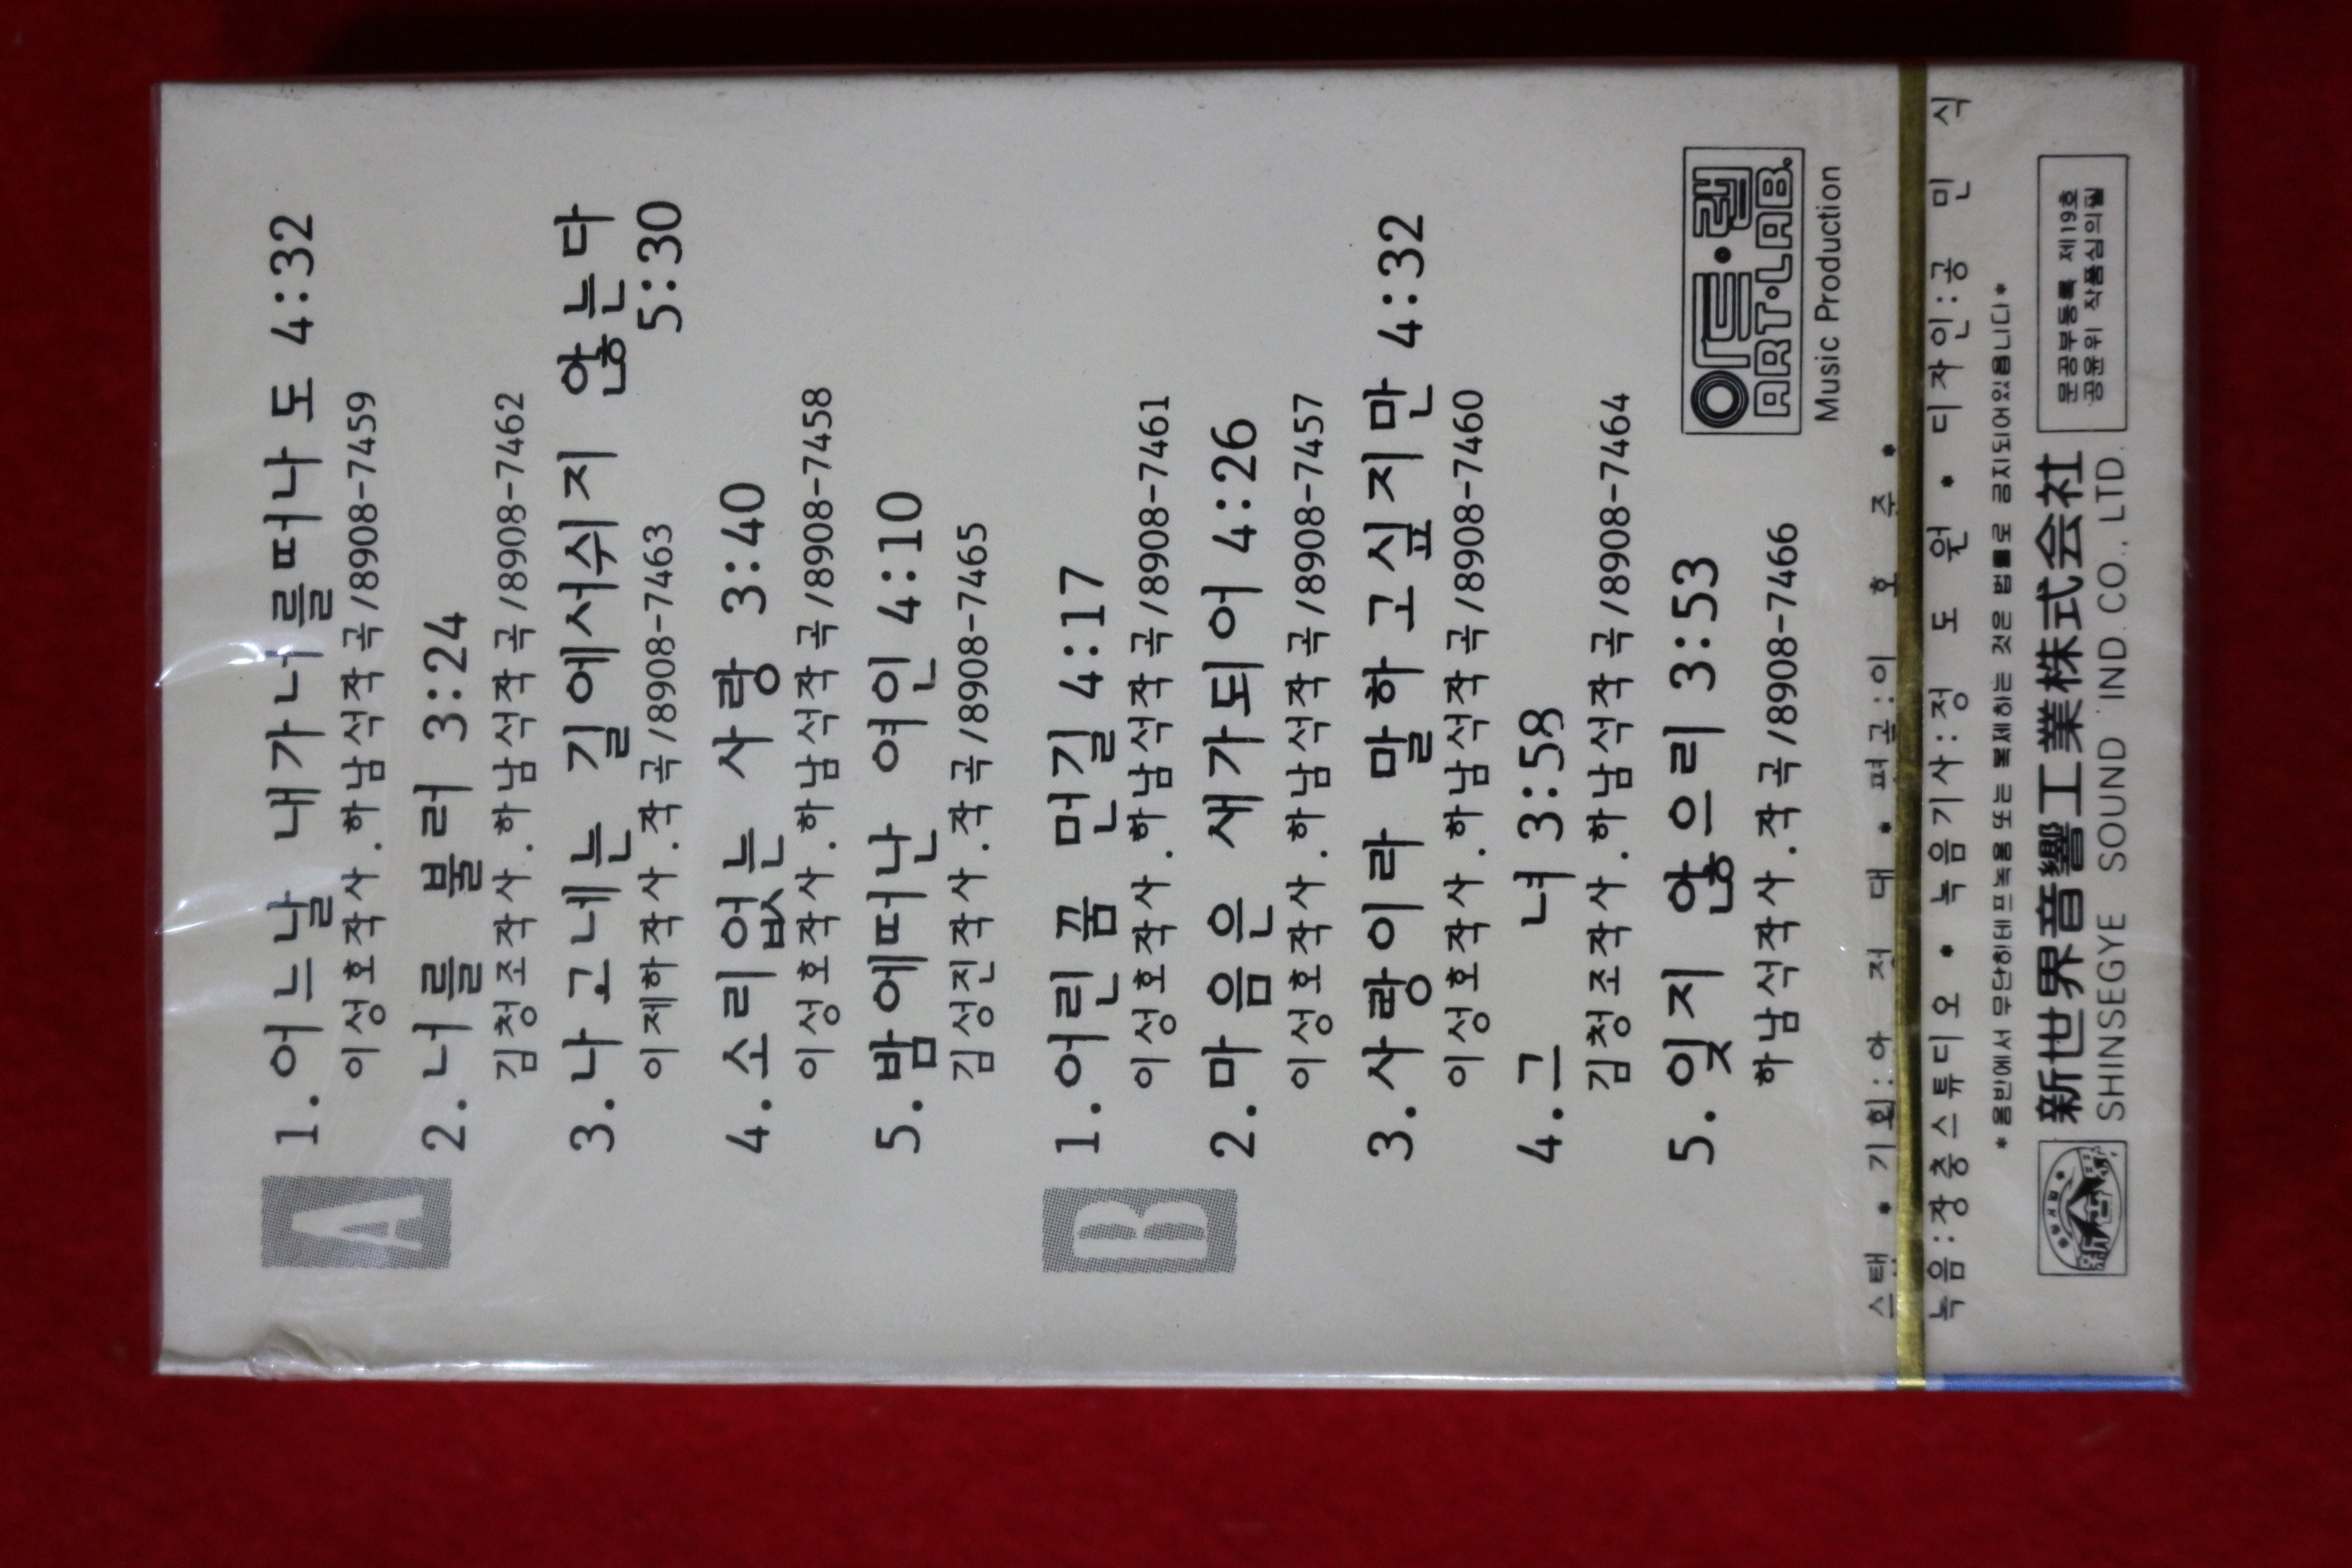 A
1. 어느날 내가너를떠나도 4:32
이성호작사.하남석작곡/8908-7459
2. 너를 불러 3:24
김청조작사.하남석작곡/8908-7462
3. 나그네는 길에서쉬지 않는다
5:30
이제하작사.작곡/8908-7463
4. 소리없는 사랑 3:40
이성호작사.하남석작곡/8908-7458
5. 밤에떠난 여인 4:10
김성진작사.작곡/8908-7465
B
1. 어린꿈 먼길 4:17
이성호작사.하남석작곡/8908-7461
2. 마음은 새가되어 4:26
이성호작사.하남석작곡/8908-7457
3. 사랑이라 말하고싶지만 4:32
이성호작사.하남석작곡/8908-7460
4. 그 녀 3:58
김청조작사.하남석작곡/8908-7464
5. 잊지 않으리 3:53
하남석작사.작곡/8908-7466
아트·랩
ART·LAB.
Music Production
스탭 * 기획:아 적 대 * 편곡:이 호 주 *
녹음:장충스튜디오 * 녹음기사:정 도 원 * 디자인:공 민 식
*음반에서 무단히테프녹음 또는 복제하는 것은 법률로 금지되어있읍니다*
新世界音響工業株式会社
SHINSEGYE SOUND IND.CO., LTD.
문공부등록 제19호
공윤위 작품심의필